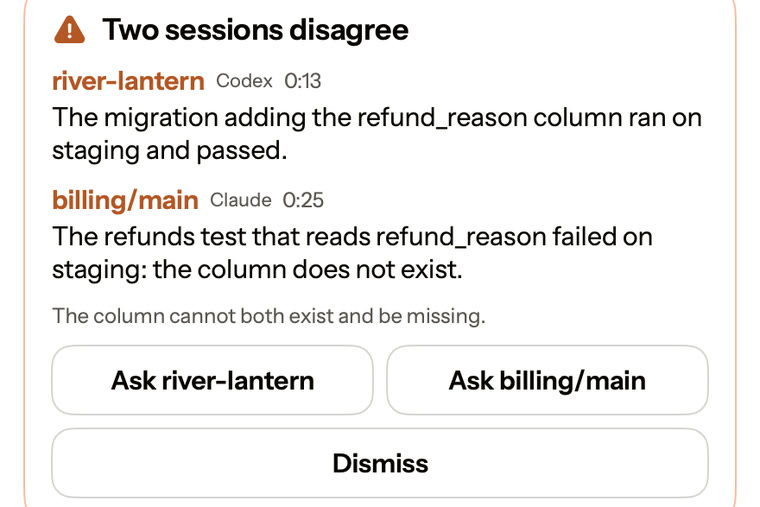 Two sessions disagree
river-lantern Codex 0:13
The migration adding the refund_reason column ran on
staging and passed.
billing/main Claude 0:25
The refunds test that reads refund_reason failed on
staging: the column does not exist.
The column cannot both exist and be missing.
Ask river-lantern Ask billing/main
Dismiss